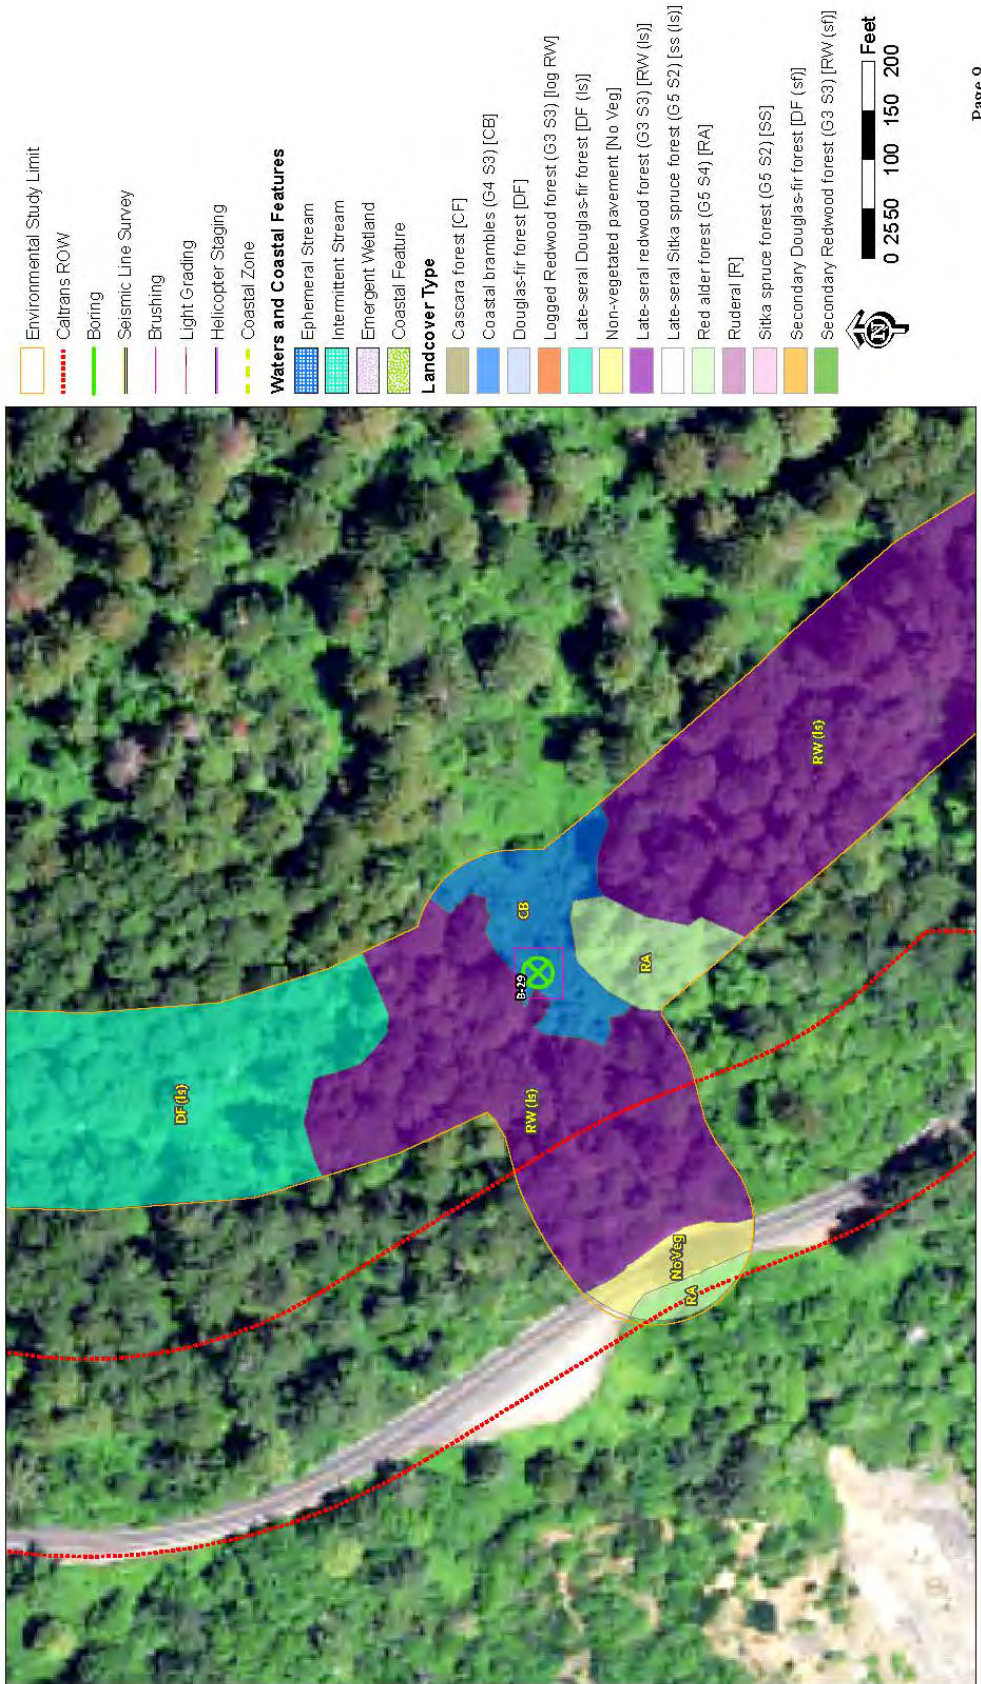 Environmental Study Limit
Caltrans ROW
Boring
Seismic Line Survey
Brushing
Light Grading
Helicopter Staging
Coastal Zone
Waters and Coastal Features
Ephemeral Stream
Intermittent Stream
Emergent Wetland
Coastal Feature
Landcover Type
Cascara forest [CF]
Coastal brambles (G4 S3) [CB]
Douglas-fir forest [DF]
Logged Redwood forest (G3 S3) [log RW]
Late-seral Douglas-fir forest [DF (ls)]
Non-vegetated pavement [No Veg]
Late-seral redwood forest (G3 S3) [RW (ls)]
Late-seral Sitka spruce forest (G5 S2) [ss (ls)]
Red alder forest (G5 S4) [RA]
Ruderal [R]
Sitka spruce forest (G5 S2) [SS]
Secondary Douglas-fir forest [DF (sf)]
Secondary Redwood forest (G3 S3) [RW (sf)]
N
0 25 50 100 150 200
Feet
DF (ls)
RW (ls)
B-29
CB
RA
RW (ls)
No Veg
RA
Page 9